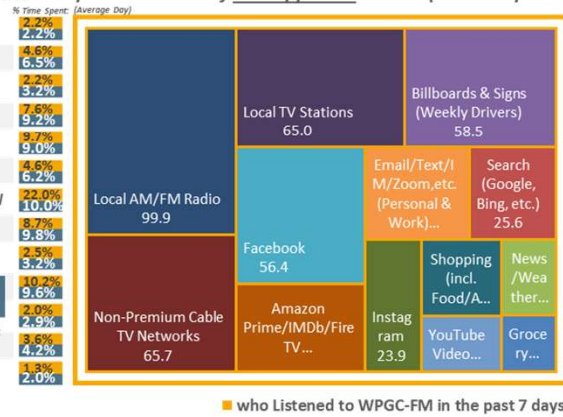 % Time Spent: (Average Day)
2.2%
2.2%
4.6%
6.5%
2.2%
3.2%
7.6%
9.2%
9.7%
9.0%
4.6%
6.2%
22.0%
10.0%
8.7%
9.8%
2.5%
3.2%
10.2%
9.6%
2.0%
2.9%
3.6%
4.2%
1.3%
2.0%
Local AM/FM Radio
99.9
Non-Premium Cable
TV Networks
65.7
Local TV Stations
65.0
Billboards & Signs
(Weekly Drivers)
58.5
Facebook
56.4
Email/Text/I
M/Zoom,etc.
(Personal &
Work)...
Search
(Google,
Bing, etc.)
25.6
Amazon
Prime/IMDb/Fire
TV...
Instag
ram
23.9
Shopping
(incl.
Food/A...
News
/Wea
ther...
YouTube
Video...
Groce
ry...
who Listened to WPGC-FM in the past 7 days